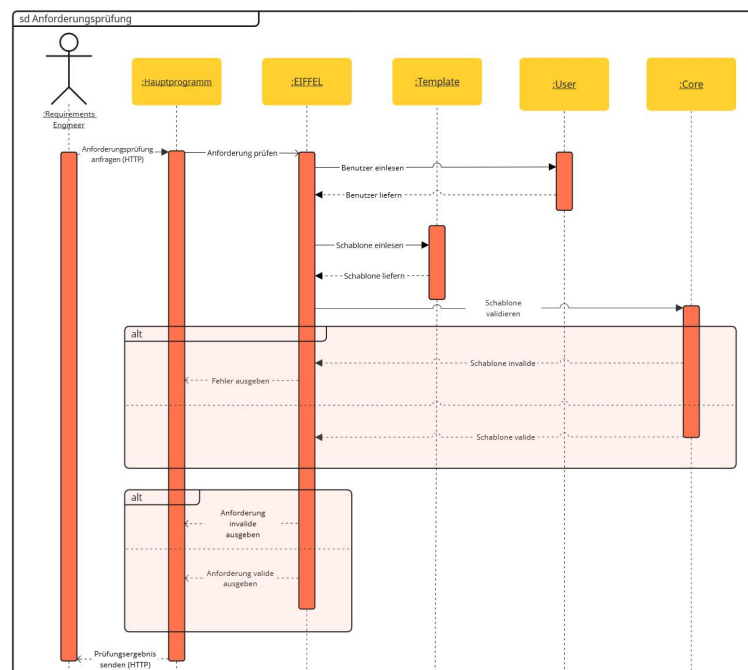 sd Anforderungsprüfung
:Requirements
Engineer
:Hauptprogramm
:EIFFEL
:Template
:User
:Core
Anforderungsprüfung
anfragen (HTTP)
Anforderung prüfen
Benutzer einlesen
Benutzer liefern
Schablone einlesen
Schablone liefern
Schablone
validieren
alt
Schablone invalide
Fehler ausgeben
Schablone valide
alt
Anforderung
invalide
ausgeben
Anforderung valide
ausgeben
Prüfungsergebnis
senden (HTTP)